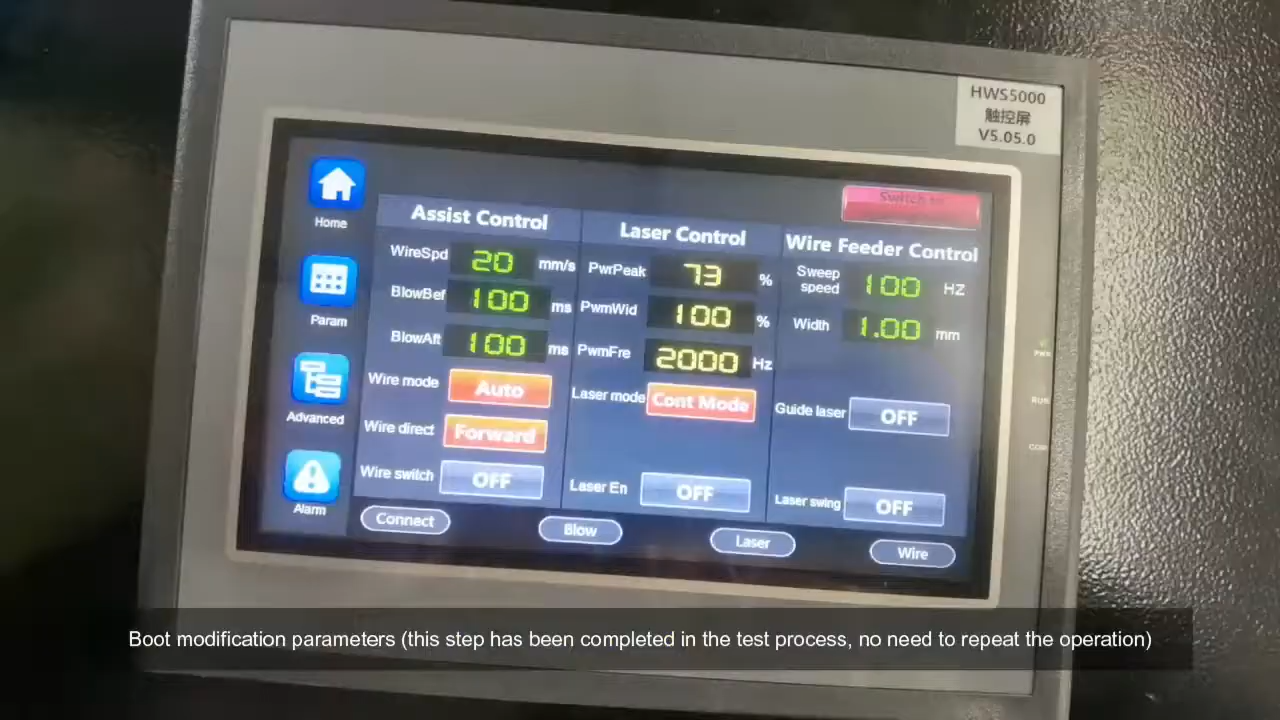 HWS5000
触控屏
V5.05.0
Home
Param
Advanced
Alarm
Assist Control
WireSpd 20 mm/s
BlowBef 100 ms
BlowAft 100 ms
Wire mode Auto
Wire direct Forward
Wire switch OFF
Laser Control
PwrPeak 73 %
PwmWid 100 %
PwmFre 2000 Hz
Laser mode Cont Mode
Laser En OFF
Switch
Wire Feeder Control
Sweep
speed 100 HZ
Width 1.00 mm
Guide laser OFF
Laser swing OFF
Connect Blow Laser Wire
PWR
RUN
COM
Boot modification parameters (this step has been completed in the test process, no need to repeat the operation)